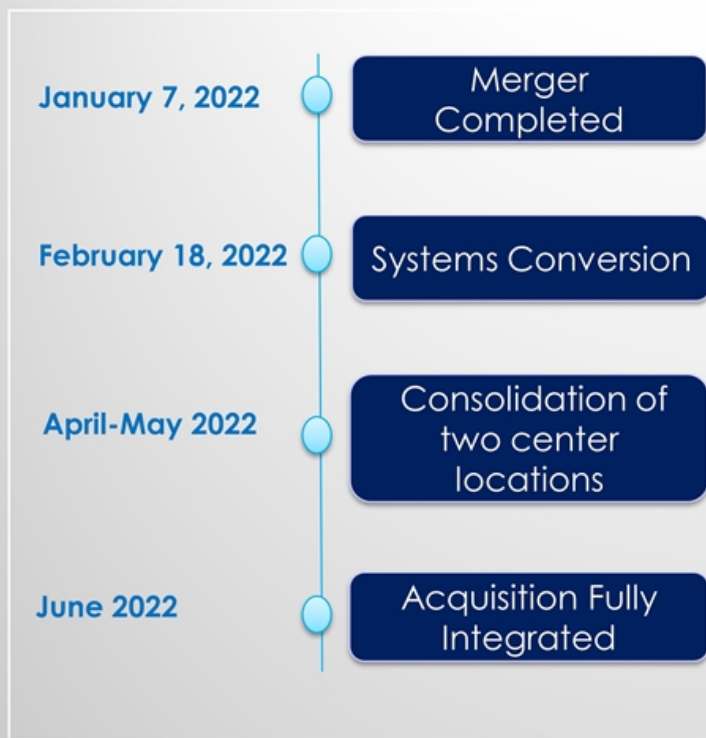 January 7, 2022
Merger
Completed
February 18, 2022
Systems Conversion
April-May 2022
Consolidation of
two center
locations
June 2022
Acquisition Fully
Integrated